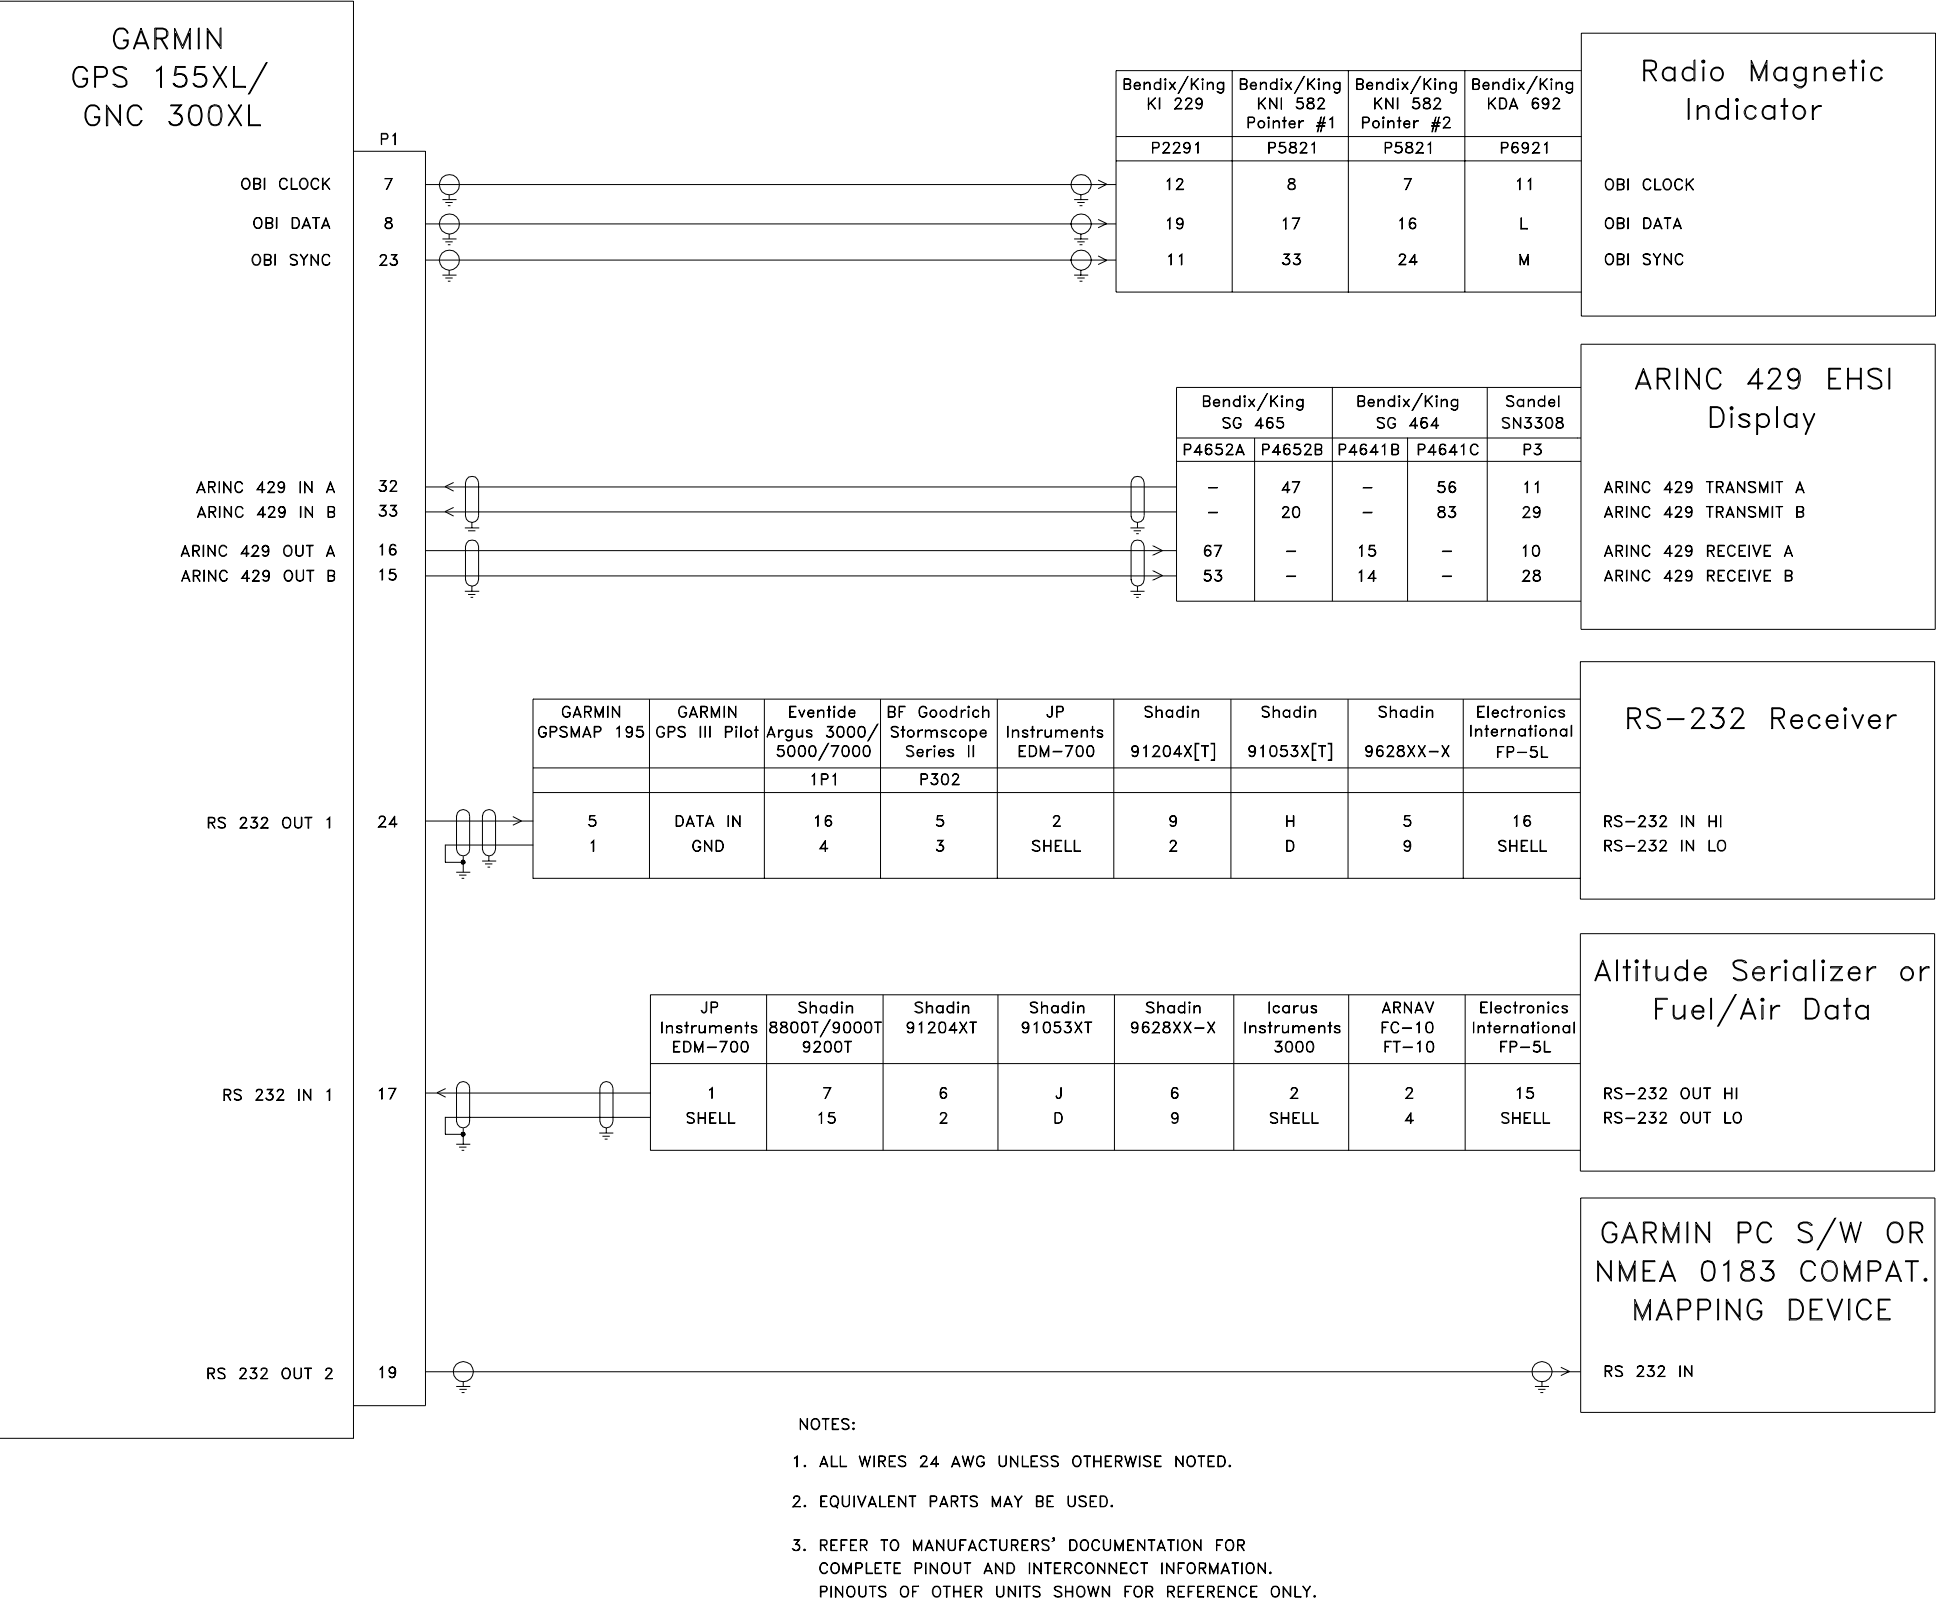 GARMIN
GPS 155XL/
GNC 300XL
P1
OBI CLOCK 7
OBI DATA 8
OBI SYNC 23
Bendix/King KI 229 Bendix/King KNI 582 Pointer #1 Bendix/King KNI 582 Pointer #2 Bendix/King KDA 692
P2291 P5821 P5821 P6921
12 8 7 11 OBI CLOCK
19 17 16 L OBI DATA
11 33 24 M OBI SYNC
Radio Magnetic
Indicator
ARINC 429 EHSI
Display
Bendix/King SG 465 Bendix/King SG 464 Sandel SN3308
P4652A P4652B P4641B P4641C P3
ARINC 429 IN A 32 – 47 – 56 11 ARINC 429 TRANSMIT A
ARINC 429 IN B 33 – 20 – 83 29 ARINC 429 TRANSMIT B
ARINC 429 OUT A 16 67 – 15 – 10 ARINC 429 RECEIVE A
ARINC 429 OUT B 15 53 – 14 – 28 ARINC 429 RECEIVE B
RS-232 Receiver
GARMIN GPSMAP 195 GARMIN GPS III Pilot Eventide Argus 3000/ 5000/7000 BF Goodrich Stormscope Series II JP Instruments EDM-700 Shadin 91204X[T] Shadin 91053X[T] Shadin 9628XX-X Electronics International FP-5L
1P1 P302
RS 232 OUT 1 24 5 DATA IN 16 5 2 9 H 5 16 RS-232 IN HI
1 GND 4 3 SHELL 2 D 9 SHELL RS-232 IN LO
Altitude Serializer or
Fuel/Air Data
JP Instruments EDM-700 Shadin 8800T/9000T 9200T Shadin 91204XT Shadin 91053XT Shadin 9628XX-X Icarus Instruments 3000 ARNAV FC-10 FT-10 Electronics International FP-5L
RS 232 IN 1 17 1 7 6 J 6 2 2 15 RS-232 OUT HI
SHELL 15 2 D 9 SHELL 4 SHELL RS-232 OUT LO
GARMIN PC S/W OR
NMEA 0183 COMPAT.
MAPPING DEVICE
RS 232 OUT 2 19 RS 232 IN
NOTES:
1. ALL WIRES 24 AWG UNLESS OTHERWISE NOTED.
2. EQUIVALENT PARTS MAY BE USED.
3. REFER TO MANUFACTURERS' DOCUMENTATION FOR
COMPLETE PINOUT AND INTERCONNECT INFORMATION.
PINOUTS OF OTHER UNITS SHOWN FOR REFERENCE ONLY.